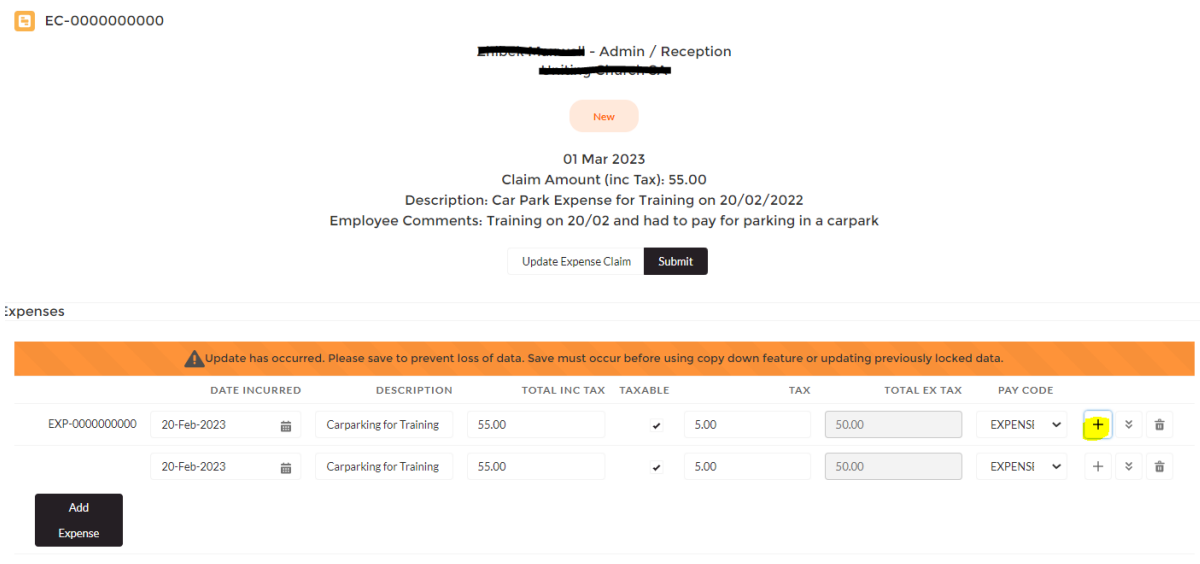 EC-0000000000
- Admin / Reception
New
01 Mar 2023
Claim Amount (inc Tax): 55.00
Description: Car Park Expense for Training on 20/02/2022
Employee Comments: Training on 20/02 and had to pay for parking in a carpark
Update Expense Claim Submit
Expenses
Update has occurred. Please save to prevent loss of data. Save must occur before using copy down feature or updating previously locked data.
DATE INCURRED DESCRIPTION TOTAL INC TAX TAXABLE TAX TOTAL EX TAX PAY CODE
EXP-0000000000 20-Feb-2023 Carparking for Training 55.00 5.00 50.00 EXPENSE
20-Feb-2023 Carparking for Training 55.00 5.00 50.00 EXPENSE
Add
Expense